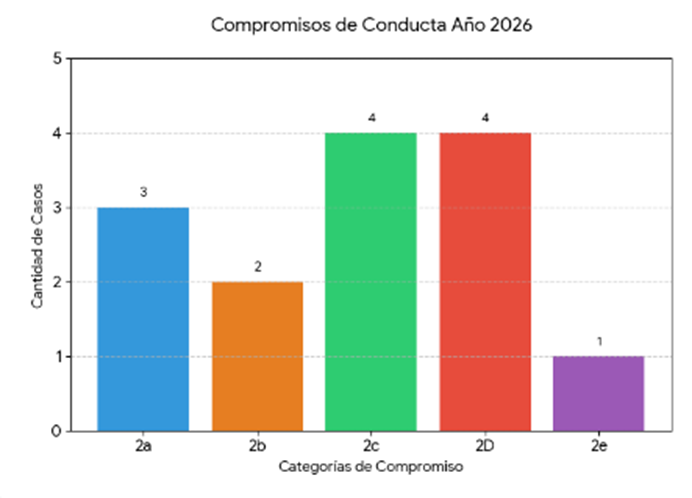 Compromisos de Conducta Año 2026
5
4
3
2
1
0
Cantidad de Casos
3
2
4
4
1
2a
2b
2c
2D
2e
Categorías de Compromiso